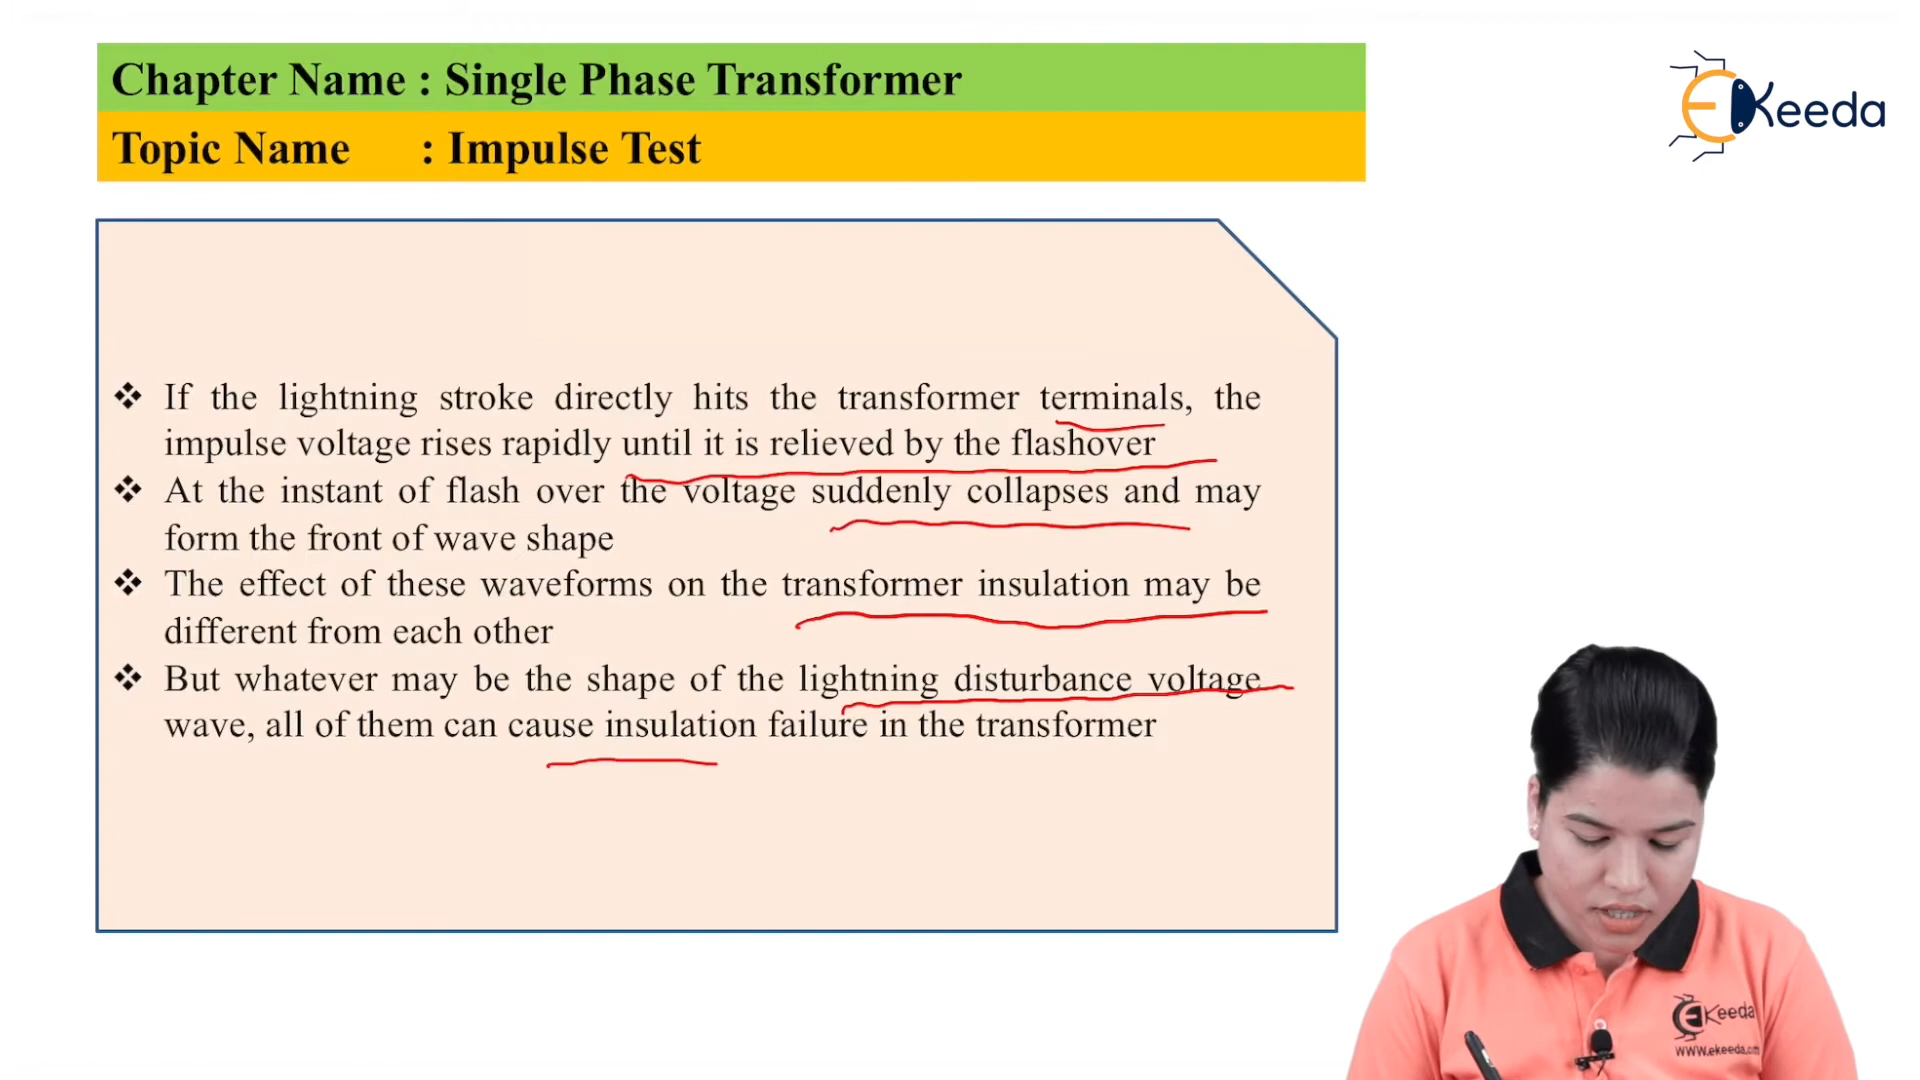 Chapter Name : Single Phase Transformer
Topic Name : Impulse Test
EKeeda
❖ If the lightning stroke directly hits the transformer terminals, the
impulse voltage rises rapidly until it is relieved by the flashover
❖ At the instant of flash over the voltage suddenly collapses and may
form the front of wave shape
❖ The effect of these waveforms on the transformer insulation may be
different from each other
❖ But whatever may be the shape of the lightning disturbance voltage
wave, all of them can cause insulation failure in the transformer
EKeeda
www.ekeeda.com